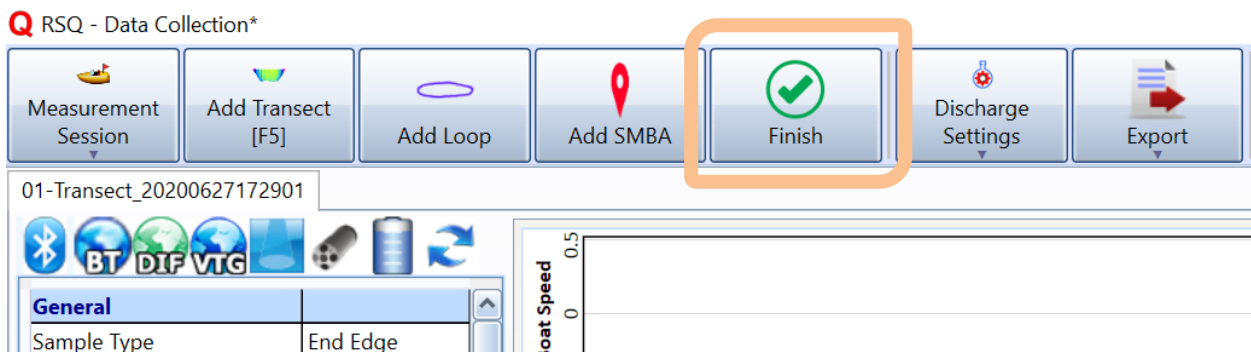 RSQ - Data Collection*
Measurement
Session
Add Transect
[F5]
Add Loop
Add SMBA
Finish
Discharge
Settings
Export
01-Transect_20200627172901
BT
DIF
VTG
General
Sample Type
End Edge
Boat Speed
0.5
0